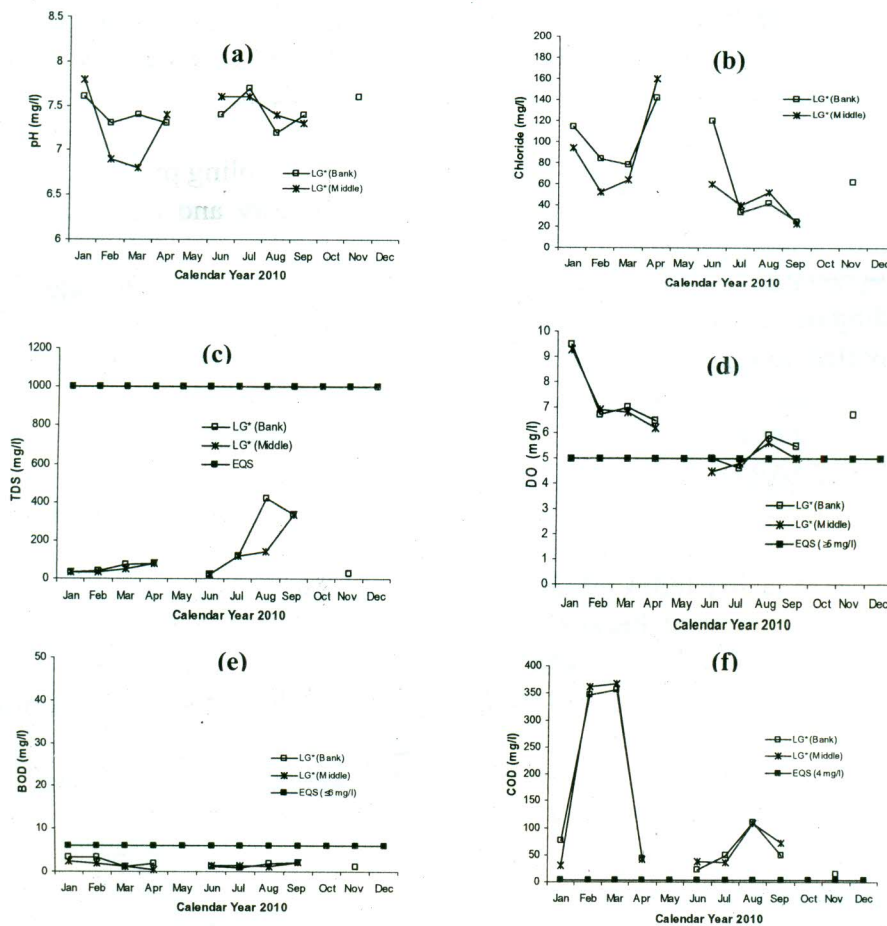 (a)
pH (mg/l)
8
7.5
7
6.5
6
LG* (Bank)
LG* (Middle)
Jan Feb Mar Apr May Jun Jul Aug Sep Oct Nov Dec
Calendar Year 2010
(b)
Chloride (mg/l)
200
180
160
140
120
100
80
60
40
20
0
LG* (Bank)
LG* (Middle)
Jan Feb Mar Apr May Jun Jul Aug Sep Oct Nov Dec
Calendar Year 2010
(c)
TDS (mg/l)
1200
1000
800
600
400
200
0
LG* (Bank)
LG* (Middle)
EQS
Jan Feb Mar Apr May Jun Jul Aug Sep Oct Nov Dec
Calendar Year 2010
(d)
DO (mg/l)
10
9
8
7
6
5
4
3
2
1
0
LG* (Bank)
LG* (Middle)
EQS (≥5 mg/l)
Jan Feb Mar Apr May Jun Jul Aug Sep Oct Nov Dec
Calendar Year 2010
(e)
BOD (mg/l)
50
40
30
20
10
0
LG* (Bank)
LG* (Middle)
EQS (≤6 mg/l)
Jan Feb Mar Apr May Jun Jul Aug Sep Oct Nov Dec
Calendar Year 2010
(f)
COD (mg/l)
400
350
300
250
200
150
100
50
0
LG* (Bank)
LG* (Middle)
EQS (4 mg/l)
Jan Feb Mar Apr May Jun Jul Aug Sep Oct Nov Dec
Calendar Year 2010